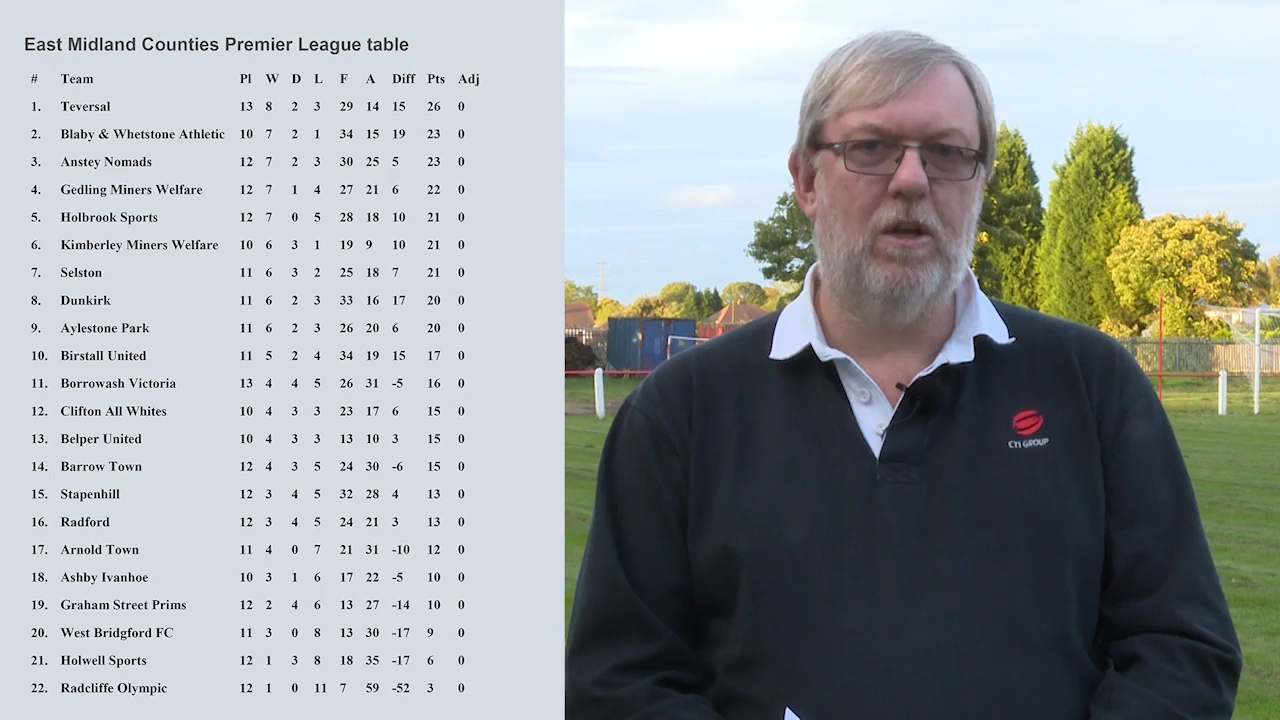 East Midland Counties Premier League table
# Team Pl W D L F A Diff Pts Adj
1. Teversal 13 8 2 3 29 14 15 26 0
2. Blaby & Whetstone Athletic 10 7 2 1 34 15 19 23 0
3. Anstey Nomads 12 7 2 3 30 25 5 23 0
4. Gedling Miners Welfare 12 7 1 4 27 21 6 22 0
5. Holbrook Sports 12 7 0 5 28 18 10 21 0
6. Kimberley Miners Welfare 10 6 3 1 19 9 10 21 0
7. Selston 11 6 3 2 25 18 7 21 0
8. Dunkirk 11 6 2 3 33 16 17 20 0
9. Aylestone Park 11 6 2 3 26 20 6 20 0
10. Birstall United 11 5 2 4 34 19 15 17 0
11. Borrowash Victoria 13 4 4 5 26 31 -5 16 0
12. Clifton All Whites 10 4 3 3 23 17 6 15 0
13. Belper United 10 4 3 3 13 10 3 15 0
14. Barrow Town 12 4 3 5 24 30 -6 15 0
15. Stapenhill 12 3 4 5 32 28 4 13 0
16. Radford 12 3 4 5 24 21 3 13 0
17. Arnold Town 11 4 0 7 21 31 -10 12 0
18. Ashby Ivanhoe 10 3 1 6 17 22 -5 10 0
19. Graham Street Prims 12 2 4 6 13 27 -14 10 0
20. West Bridgford FC 11 3 0 8 13 30 -17 9 0
21. Holwell Sports 12 1 3 8 18 35 -17 6 0
22. Radcliffe Olympic 12 1 0 11 7 59 -52 3 0
CTI GROUP